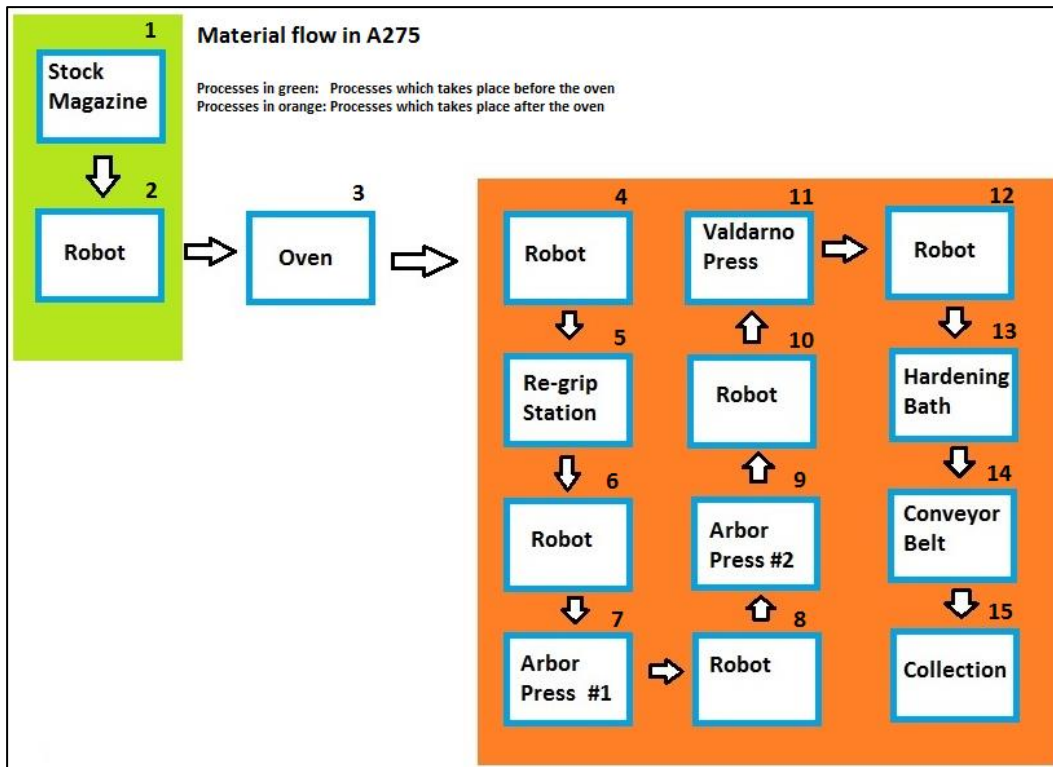 Material flow in A275
Processes in green: Processes which takes place before the oven
Processes in orange: Processes which takes place after the oven
1
Stock
Magazine
2
Robot
3
Oven
4
Robot
5
Re-grip
Station
6
Robot
7
Arbor
Press #1
8
Robot
9
Arbor
Press #2
10
Robot
11
Valdarno
Press
12
Robot
13
Hardening
Bath
14
Conveyor
Belt
15
Collection